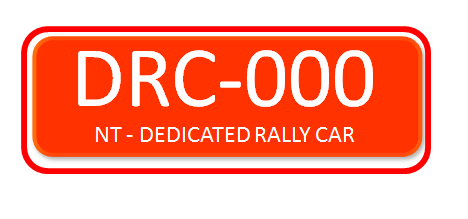 DRC-000
NT - DEDICATED RALLY CAR